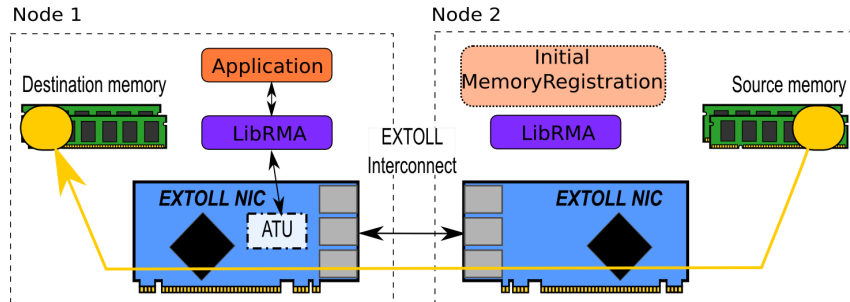 Node 1
Node 2
Application
Initial
MemoryRegistration
Destination memory
Source memory
LibRMA
LibRMA
EXTOLL
Interconnect
EXTOLL NIC
EXTOLL NIC
ATU